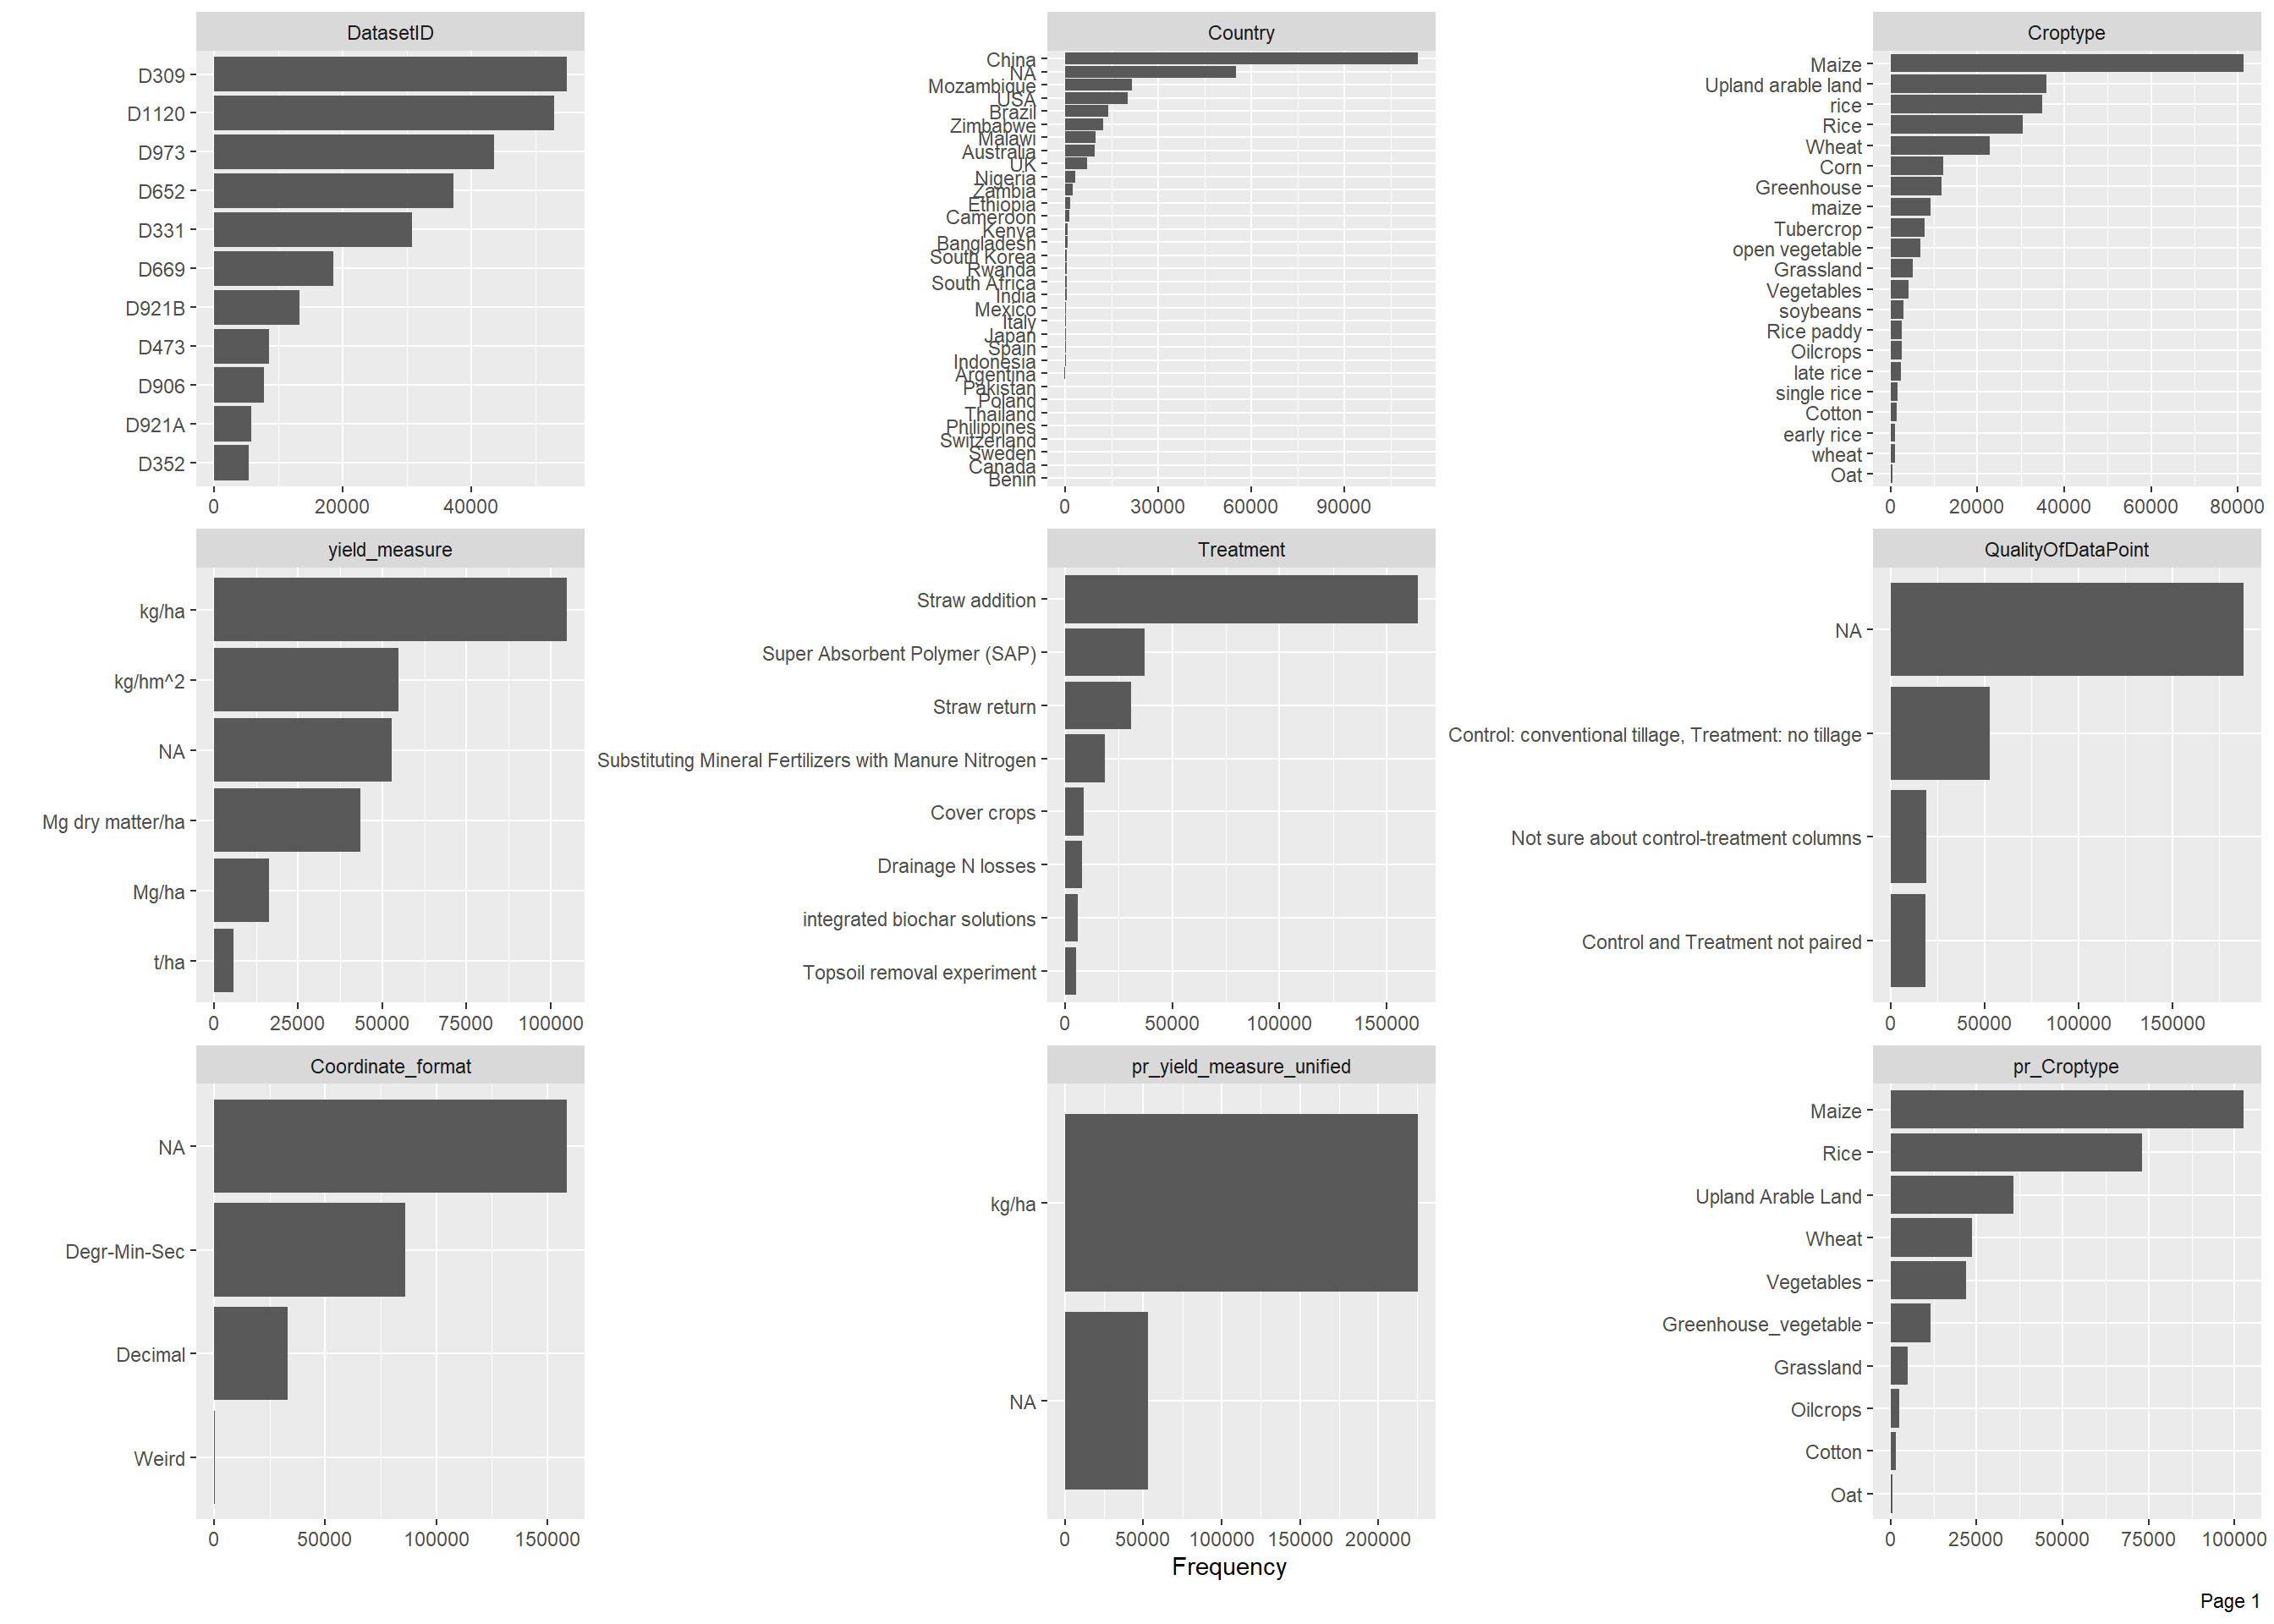 DatasetID
D309
D1120
D973
D652
D331
D669
D921B
D473
D906
D921A
D352
0 20000 40000
Country
China
NA
Mozambique
USA
Brazil
Zimbabwe
Malawi
Australia
UK
Nigeria
Zambia
Ethiopia
Cameroon
Kenya
Bangladesh
South Korea
Rwanda
South Africa
India
Mexico
Italy
Japan
Spain
Indonesia
Argentina
Pakistan
Poland
Thailand
Philippines
Switzerland
Sweden
Canada
Benin
0 30000 60000 90000
Croptype
Maize
Upland arable land
rice
Rice
Wheat
Corn
Greenhouse
maize
Tubercrop
open vegetable
Grassland
Vegetables
soybeans
Rice paddy
Oilcrops
late rice
single rice
Cotton
early rice
wheat
Oat
0 20000 40000 60000 80000
yield_measure
kg/ha
kg/hm^2
NA
Mg dry matter/ha
Mg/ha
t/ha
0 25000 50000 75000 100000
Treatment
Straw addition
Super Absorbent Polymer (SAP)
Straw return
Substituting Mineral Fertilizers with Manure Nitrogen
Cover crops
Drainage N losses
integrated biochar solutions
Topsoil removal experiment
0 50000 100000 150000
QualityOfDataPoint
NA
Control: conventional tillage, Treatment: no tillage
Not sure about control-treatment columns
Control and Treatment not paired
0 50000 100000 150000
Coordinate_format
NA
Degr-Min-Sec
Decimal
Weird
0 50000 100000 150000
pr_yield_measure_unified
kg/ha
NA
0 50000 100000 150000 200000
pr_Croptype
Maize
Rice
Upland Arable Land
Wheat
Vegetables
Greenhouse_vegetable
Grassland
Oilcrops
Cotton
Oat
0 25000 50000 75000 100000
Frequency
Page 1